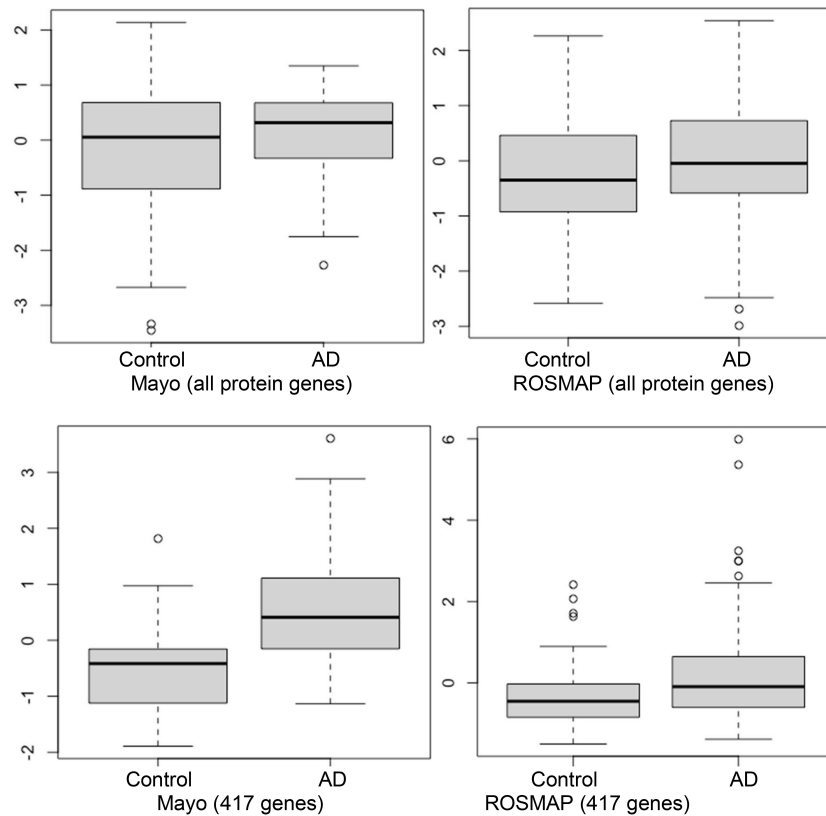 2
1
0
-1
-2
-3
Control AD
Mayo (all protein genes)
2
1
0
-1
-2
-3
Control AD
ROSMAP (all protein genes)
3
2
1
0
-1
-2
Control AD
Mayo (417 genes)
6
4
2
0
Control AD
ROSMAP (417 genes)